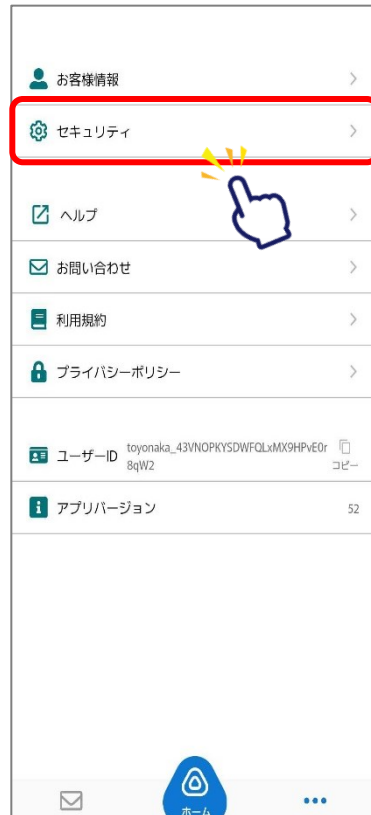 お客様情報
セキュリティ
ヘルプ
お問い合わせ
利用規約
プライバシーポリシー
ユーザーID toyonaka_43VNOPKYSDWFQLxMX9HPvE0r
8qW2 コピー
アプリバージョン 52
ホーム